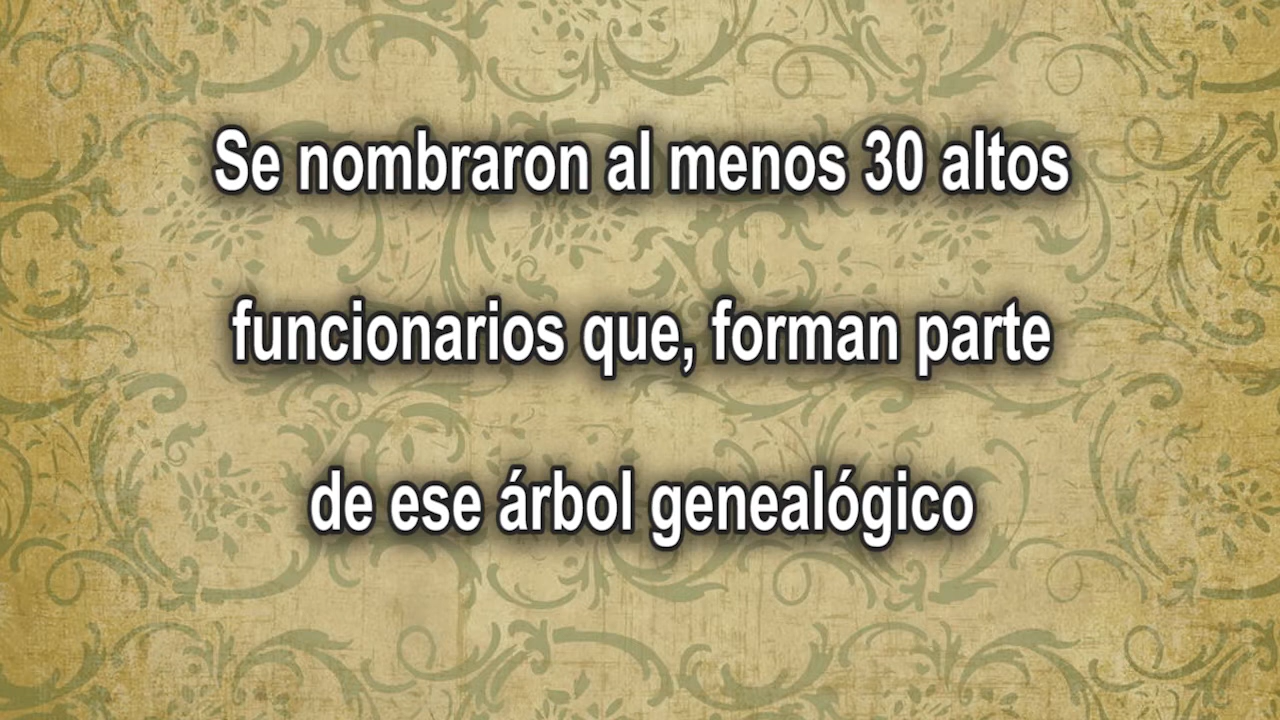 Se nombraron al menos 30 altos
funcionarios que, forman parte
de ese árbol genealógico